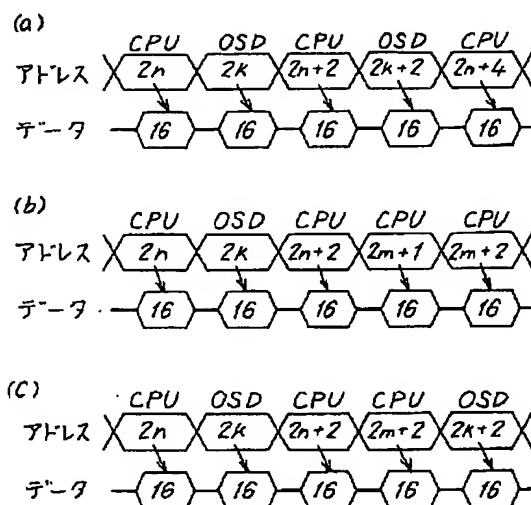 (a)
CPU OSD CPU OSD CPU
アドレス 2n 2k 2n+2 2k+2 2n+4
データ 16 16 16 16 16
(b)
CPU OSD CPU CPU CPU
アドレス 2n 2k 2n+2 2m+1 2m+2
データ 16 16 16 16 16
(C)
CPU OSD CPU CPU OSD
アドレス 2n 2k 2n+2 2m+2 2k+2
データ 16 16 16 16 16